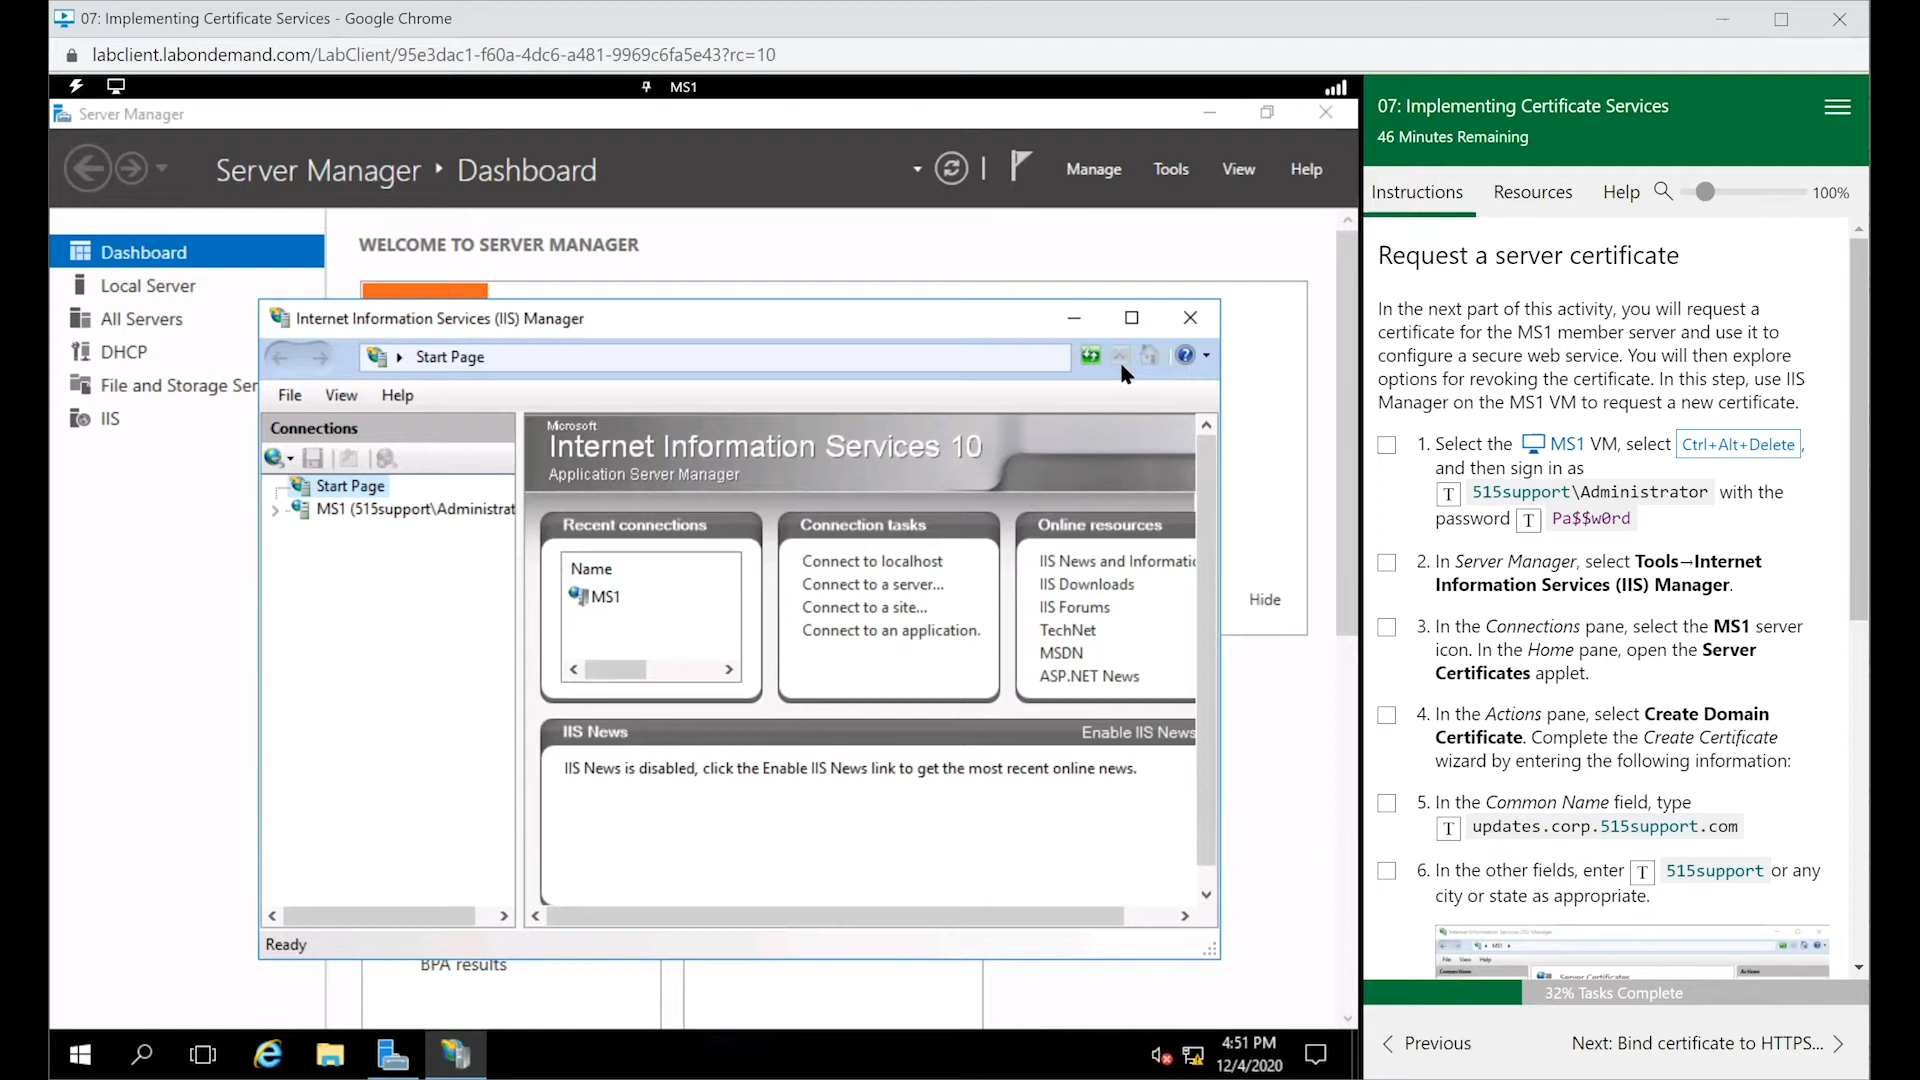 07: Implementing Certificate Services - Google Chrome
labclient.labondemand.com/LabClient/95e3dac1-f60a-4dc6-a481-9969c6fa5e43?rc=10
MS1
Server Manager
Server Manager ‣ Dashboard
Manage Tools View Help
Dashboard
Local Server
All Servers
DHCP
File and Storage Ser
IIS
WELCOME TO SERVER MANAGER
Hide
BPA results
Internet Information Services (IIS) Manager
Start Page
File View Help
Connections
Start Page
MS1 (515support\Administrat
Microsoft
Internet Information Services 10
Application Server Manager
Recent connections
Name
MS1
Connection tasks
Connect to localhost
Connect to a server...
Connect to a site...
Connect to an application.
Online resources
IIS News and Informatic
IIS Downloads
IIS Forums
TechNet
MSDN
ASP.NET News
IIS News
Enable IIS News
IIS News is disabled, click the Enable IIS News link to get the most recent online news.
Ready
4:51 PM
12/4/2020
07: Implementing Certificate Services
46 Minutes Remaining
Instructions Resources Help 100%
Request a server certificate
In the next part of this activity, you will request a
certificate for the MS1 member server and use it to
configure a secure web service. You will then explore
options for revoking the certificate. In this step, use IIS
Manager on the MS1 VM to request a new certificate.
1. Select the MS1 VM, select Ctrl+Alt+Delete,
and then sign in as
T 515support\Administrator with the
password T Pa$$w0rd
2. In Server Manager, select Tools→Internet
Information Services (IIS) Manager.
3. In the Connections pane, select the MS1 server
icon. In the Home pane, open the Server
Certificates applet.
4. In the Actions pane, select Create Domain
Certificate. Complete the Create Certificate
wizard by entering the following information:
5. In the Common Name field, type
T updates.corp.515support.com
6. In the other fields, enter T 515support or any
city or state as appropriate.
Internet Information Services (IIS) Manager
MS1
File View Help
Connections
Server Certificates
Actions
32% Tasks Complete
Previous
Next: Bind certificate to HTTPS...